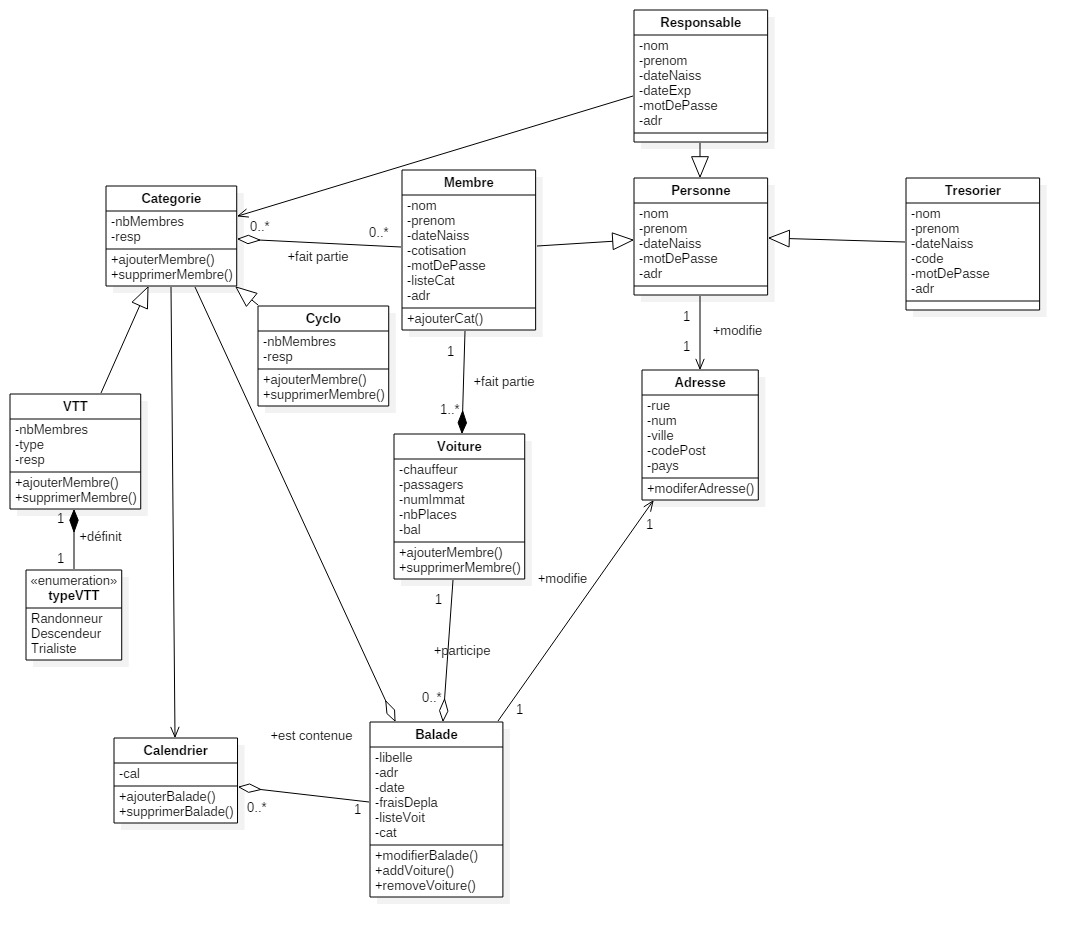 Responsable
-nom
-prenom
-dateNaiss
-dateExp
-motDePasse
-adr
Categorie
-nbMembres
-resp
+ajouterMembre()
+supprimerMembre()
0..*
0..*
+fait partie
Membre
-nom
-prenom
-dateNaiss
-cotisation
-motDePasse
-listeCat
-adr
+ajouterCat()
Personne
-nom
-prenom
-dateNaiss
-motDePasse
-adr
Tresorier
-nom
-prenom
-dateNaiss
-code
-motDePasse
-adr
Cyclo
-nbMembres
-resp
+ajouterMembre()
+supprimerMembre()
1
+modifie
1
1
+fait partie
1..*
Adresse
-rue
-num
-ville
-codePost
-pays
+modiferAdresse()
VTT
-nbMembres
-type
-resp
+ajouterMembre()
+supprimerMembre()
Voiture
-chauffeur
-passagers
-numImmat
-nbPlaces
-bal
+ajouterMembre()
+supprimerMembre()
1
+définit
1
«enumeration»
typeVTT
Randonneur
Descendeur
Trialiste
1
+modifie
1
+participe
0..*
1
+est contenue
Calendrier
-cal
+ajouterBalade()
+supprimerBalade()
0..*
1
Balade
-libelle
-adr
-date
-fraisDepla
-listeVoit
-cat
+modifierBalade()
+addVoiture()
+removeVoiture()